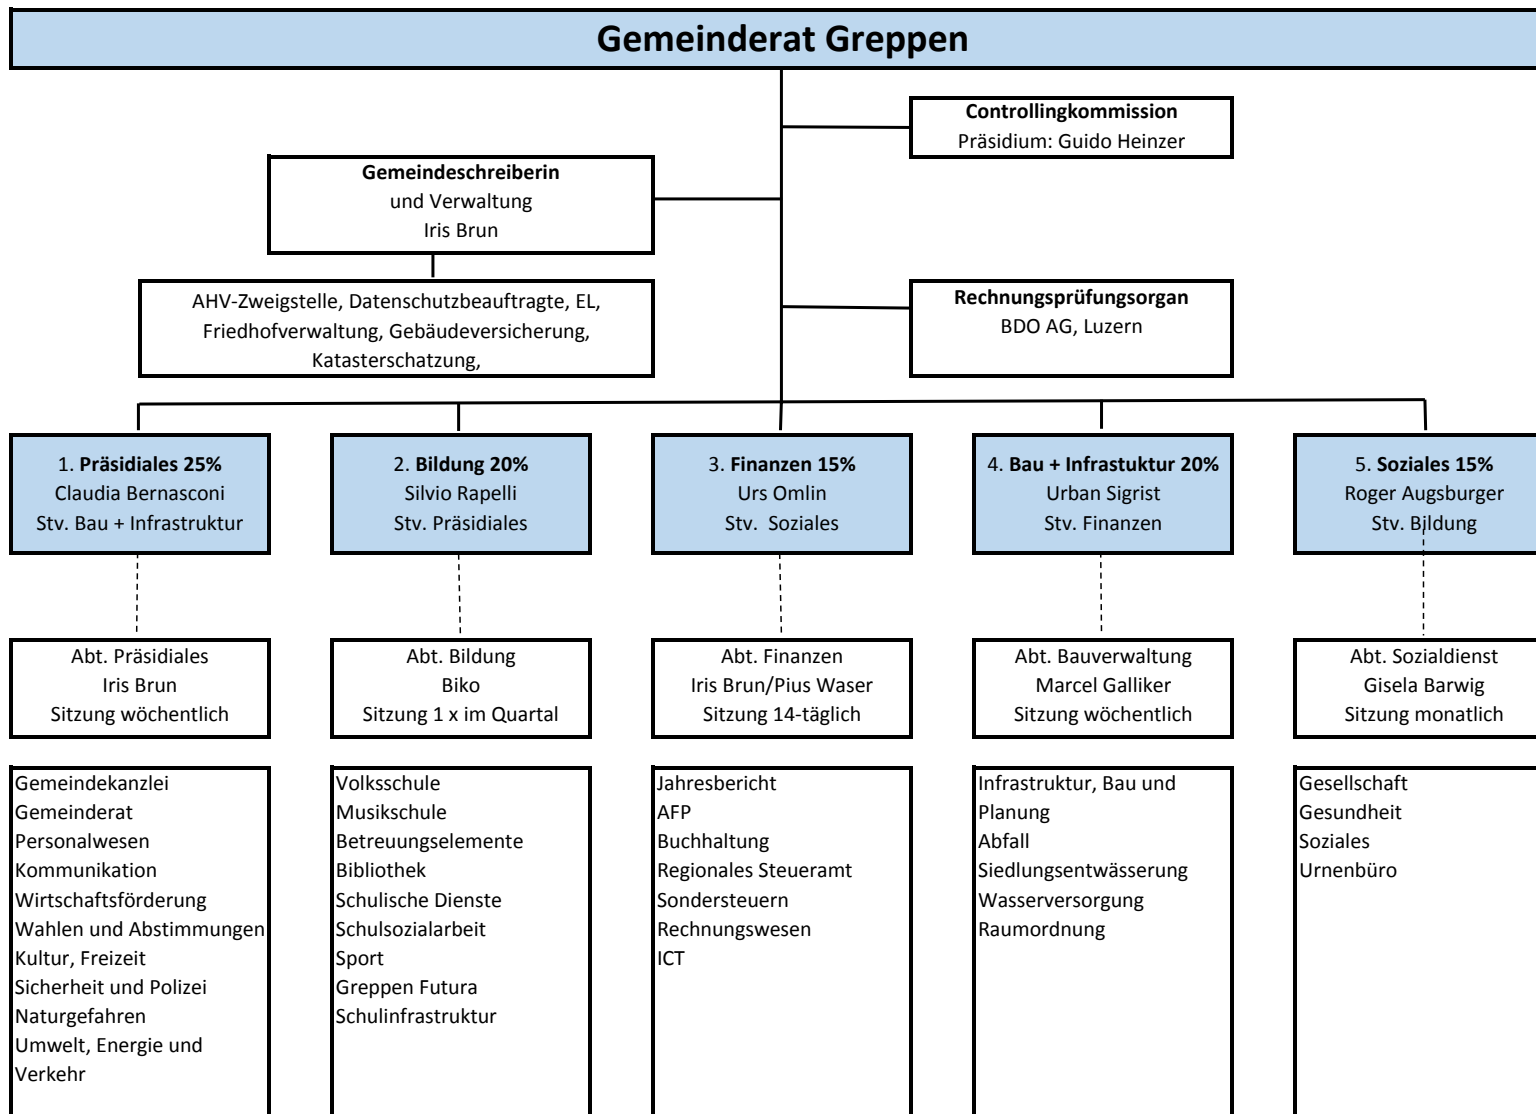 Gemeinderat Greppen
Controllingkommission
Präsidium: Guido Heinzer
Gemeindeschreiberin
und Verwaltung
Iris Brun
AHV-Zweigstelle, Datenschutzbeauftragte, EL,
Friedhofverwaltung, Gebäudeversicherung,
Katasterschatzung,
Rechnungsprüfungsorgan
BDO AG, Luzern
1. Präsidiales 25%
Claudia Bernasconi
Stv. Bau + Infrastruktur
2. Bildung 20%
Silvio Rapelli
Stv. Präsidiales
3. Finanzen 15%
Urs Omlin
Stv. Soziales
4. Bau + Infrastuktur 20%
Urban Sigrist
Stv. Finanzen
5. Soziales 15%
Roger Augsburger
Stv. Bildung
Abt. Präsidiales
Iris Brun
Sitzung wöchentlich
Abt. Bildung
Biko
Sitzung 1 x im Quartal
Abt. Finanzen
Iris Brun/Pius Waser
Sitzung 14-täglich
Abt. Bauverwaltung
Marcel Galliker
Sitzung wöchentlich
Abt. Sozialdienst
Gisela Barwig
Sitzung monatlich
Gemeindekanzlei
Gemeinderat
Personalwesen
Kommunikation
Wirtschaftsförderung
Wahlen und Abstimmungen
Kultur, Freizeit
Sicherheit und Polizei
Naturgefahren
Umwelt, Energie und
Verkehr
Volksschule
Musikschule
Betreuungselemente
Bibliothek
Schulische Dienste
Schulsozialarbeit
Sport
Greppen Futura
Schulinfrastruktur
Jahresbericht
AFP
Buchhaltung
Regionales Steueramt
Sondersteuern
Rechnungswesen
ICT
Infrastruktur, Bau und
Planung
Abfall
Siedlungsentwässerung
Wasserversorgung
Raumordnung
Gesellschaft
Gesundheit
Soziales
Urnenbüro